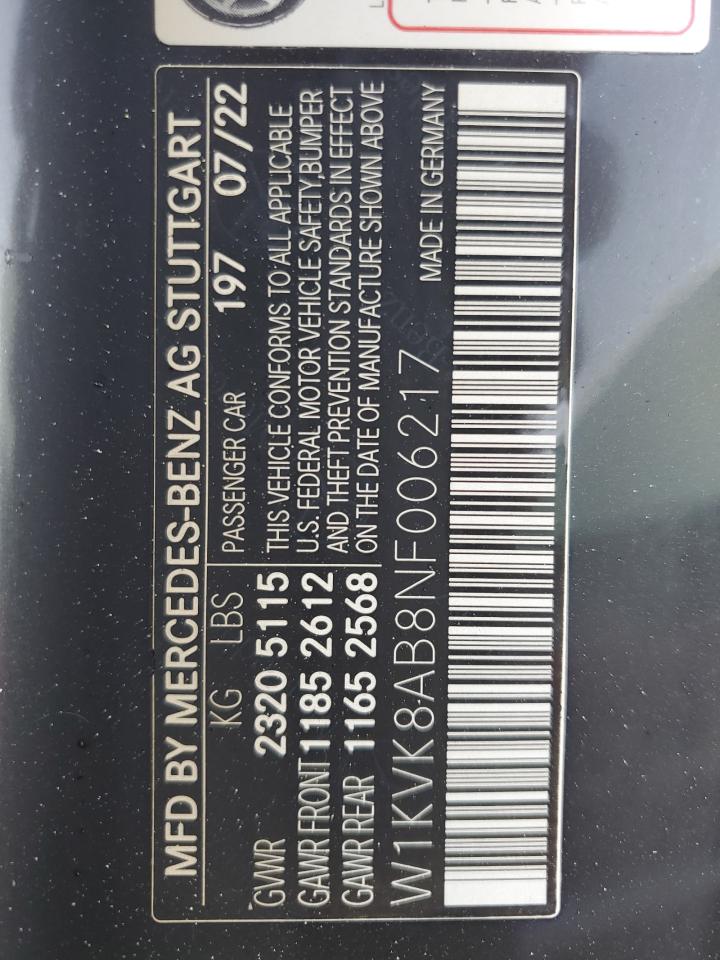 MFD BY MERCEDES-BENZ AG STUTTGART
KG LBS PASSENGER CAR 197 07/22
GVWR 2320 5115
GAWR FRONT 1185 2612
GAWR REAR 1165 2568
THIS VEHICLE CONFORMS TO ALL APPLICABLE
U.S. FEDERAL MOTOR VEHICLE SAFETY,BUMPER
AND THEFT PREVENTION STANDARDS IN EFFECT
ON THE DATE OF MANUFACTURE SHOWN ABOVE
W1KVK8AB8NF006217 MADE IN GERMANY